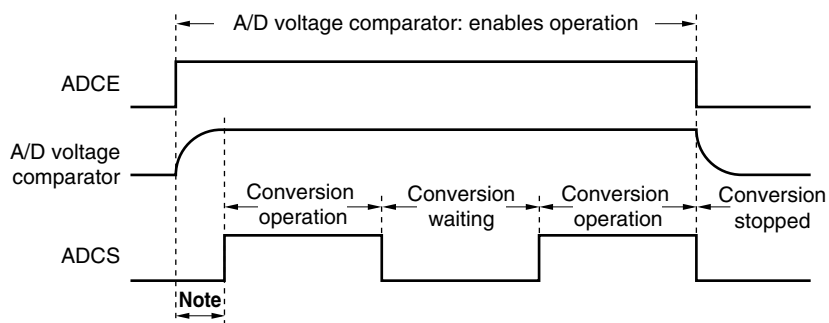 A/D voltage comparator: enables operation
ADCE
A/D voltage
comparator
Conversion
operation
Conversion
waiting
Conversion
operation
Conversion
stopped
ADCS
Note